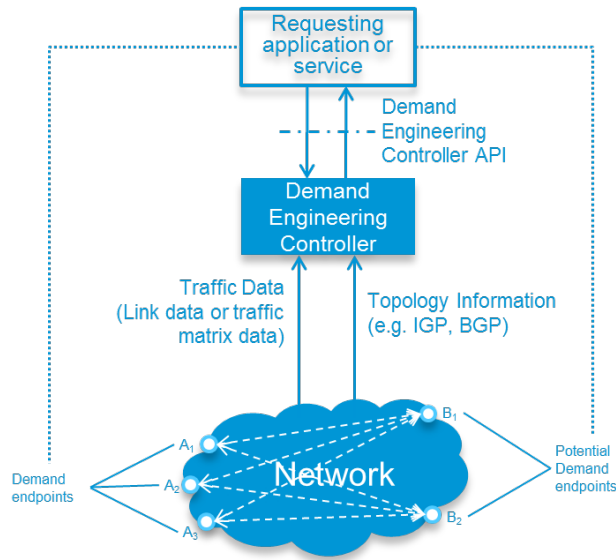 Requesting
application or
service
Demand
Engineering
Controller API
Demand
Engineering
Controller
Traffic Data
(Link data or traffic
matrix data)
Topology Information
(e.g. IGP, BGP)
A1
A2
A3
Network
B1
B2
Demand
endpoints
Potential
Demand
endpoints